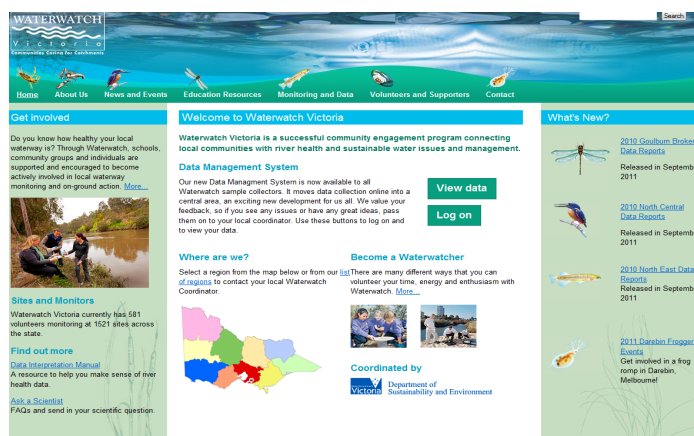 WATERWATCH
Victoria
Communities Caring for Catchments
Search
Home
About Us
News and Events
Education Resources
Monitoring and Data
Volunteers and Supporters
Contact
Get involved
Do you know how healthy your local
waterway is? Through Waterwatch, schools,
community groups and individuals are
supported and encouraged to become
actively involved in local waterway
monitoring and on-ground action. More...
Sites and Monitors
Waterwatch Victoria currently has 581
volunteers monitoring at 1521 sites across
the state.
Find out more
Data Interpretation Manual
A resource to help you make sense of river
health data.
Ask a Scientist
FAQs and send in your scientific question.
Welcome to Waterwatch Victoria
Waterwatch Victoria is a successful community engagement program connecting
local communities with river health and sustainable water issues and management.
Data Management System
Our new Data Managment System is now available to all
Waterwatch sample collectors. It moves data collection online into a
central area, an exciting new development for us all. We value your
feedback, so if you see any issues or have any great ideas, pass
them on to your local coordinator. Use these buttons to log on and
to view your data.
View data
Log on
Where are we?
Select a region from the map below or from our list
of regions to contact your local Waterwatch
Coordinator.
Become a Waterwatcher
There are many different ways that you can
volunteer your time, energy and enthusiasm with
Waterwatch. More...
Coordinated by
Victoria
Department of
Sustainability and Environment
What's New?
2010 Goulburn Broke
Data Reports
Released in Septemb
2011
2010 North Central
Data Reports
Released in Septemb
2011
2010 North East Data
Reports
Released in Septemb
2011
2011 Darebin Frogger
Events
Get involved in a frog
romp in Darebin,
Melbourne!